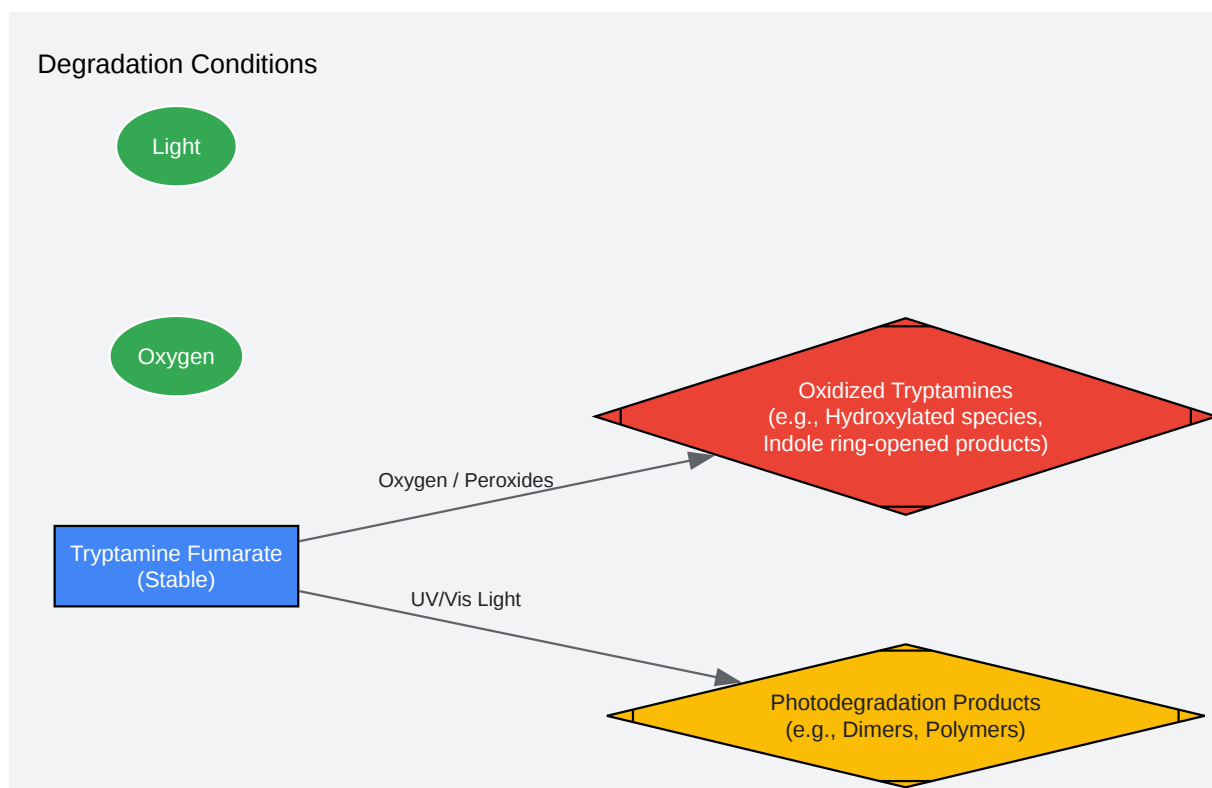 Degradation Conditions
Light
Oxygen
Oxidized Tryptamines
(e.g., Hydroxylated species,
Indole ring-opened products)
Oxygen / Peroxides
Tryptamine Fumarate
(Stable)
UV/Vis Light
Photodegradation Products
(e.g., Dimers, Polymers)